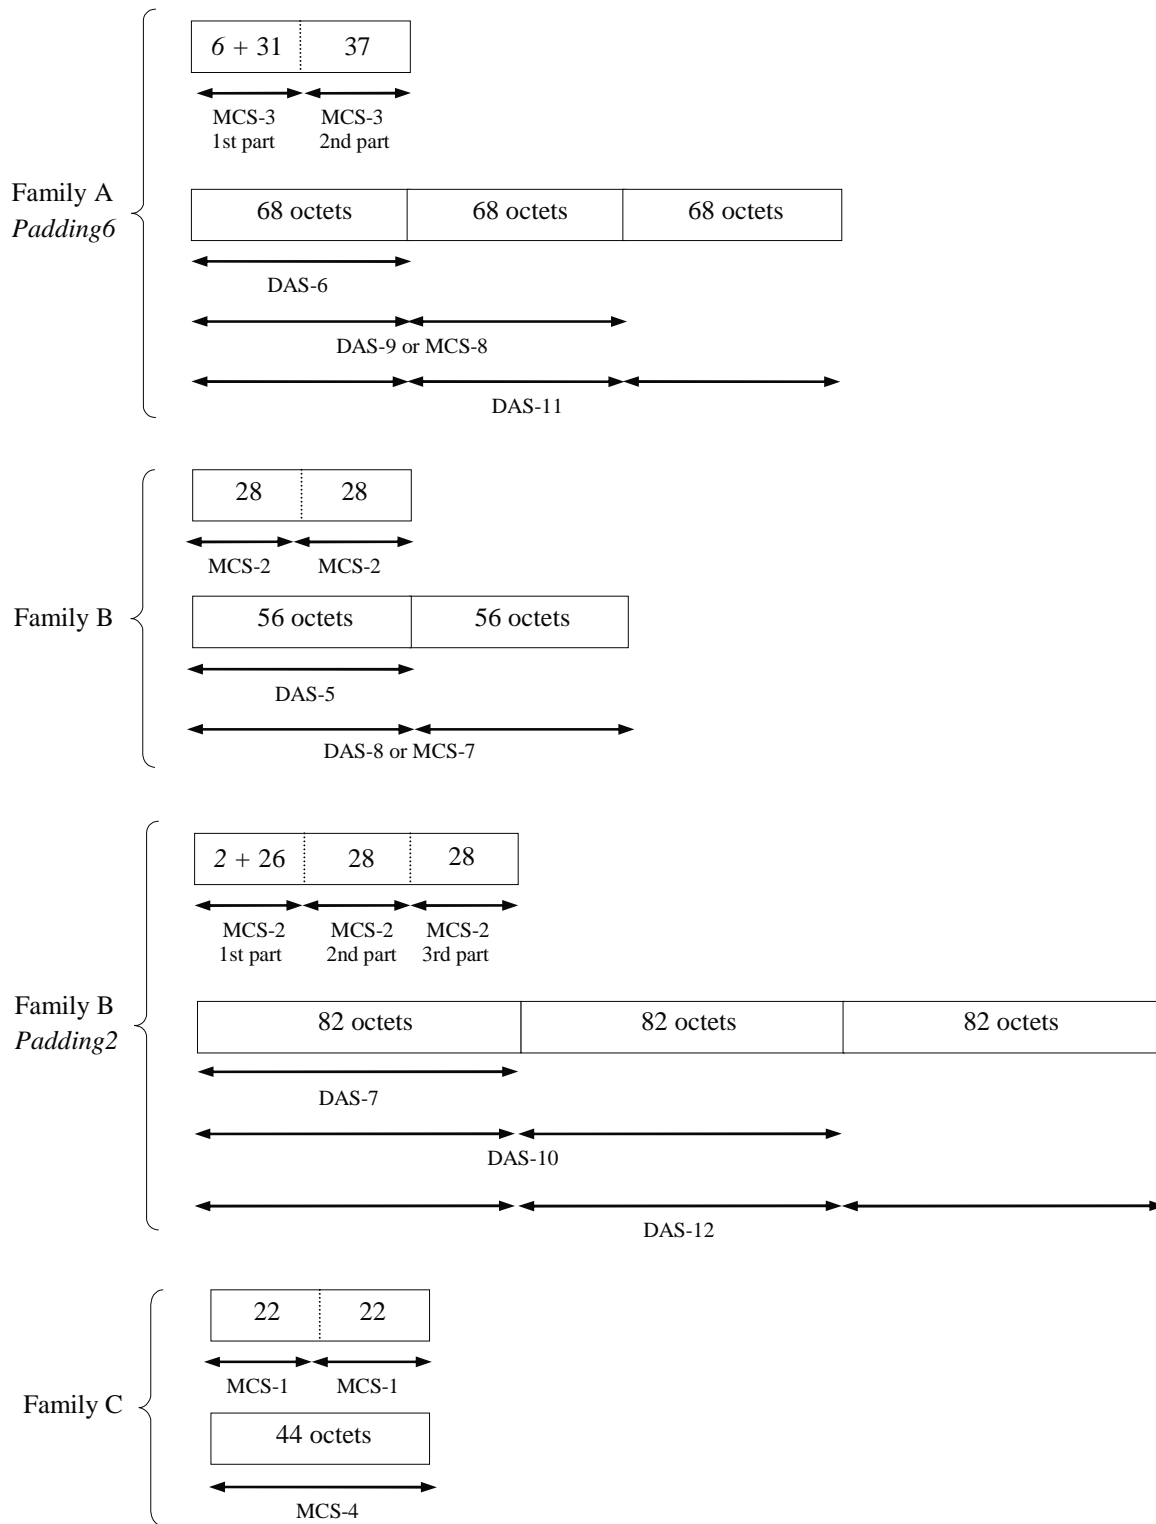 6 + 31 37
MCS-3 MCS-3
1st part 2nd part
Family A
Padding6
68 octets 68 octets 68 octets
DAS-6
DAS-9 or MCS-8
DAS-11
28 28
MCS-2 MCS-2
Family B
56 octets 56 octets
DAS-5
DAS-8 or MCS-7
2 + 26 28 28
MCS-2 MCS-2 MCS-2
1st part 2nd part 3rd part
Family B
Padding2
82 octets 82 octets 82 octets
DAS-7
DAS-10
DAS-12
22 22
MCS-1 MCS-1
Family C
44 octets
MCS-4